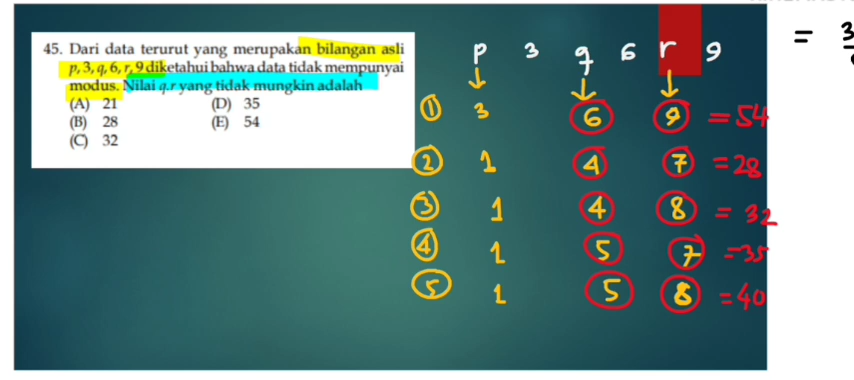 45. Dari data terurut yang merupakan bilangan asli
p, 3, q, 6, r, 9 diketahui bahwa data tidak mempunyai
modus. Nilai q.r yang tidak mungkin adalah
(A) 21 (D) 35
(B) 28 (E) 54
(C) 32
p 3 q 6 r 9
① 3 6 9 = 54
② 1 4 7 = 28
③ 1 4 8 = 32
④ 1 5 7 = 35
⑤ 1 5 8 = 40
= 3